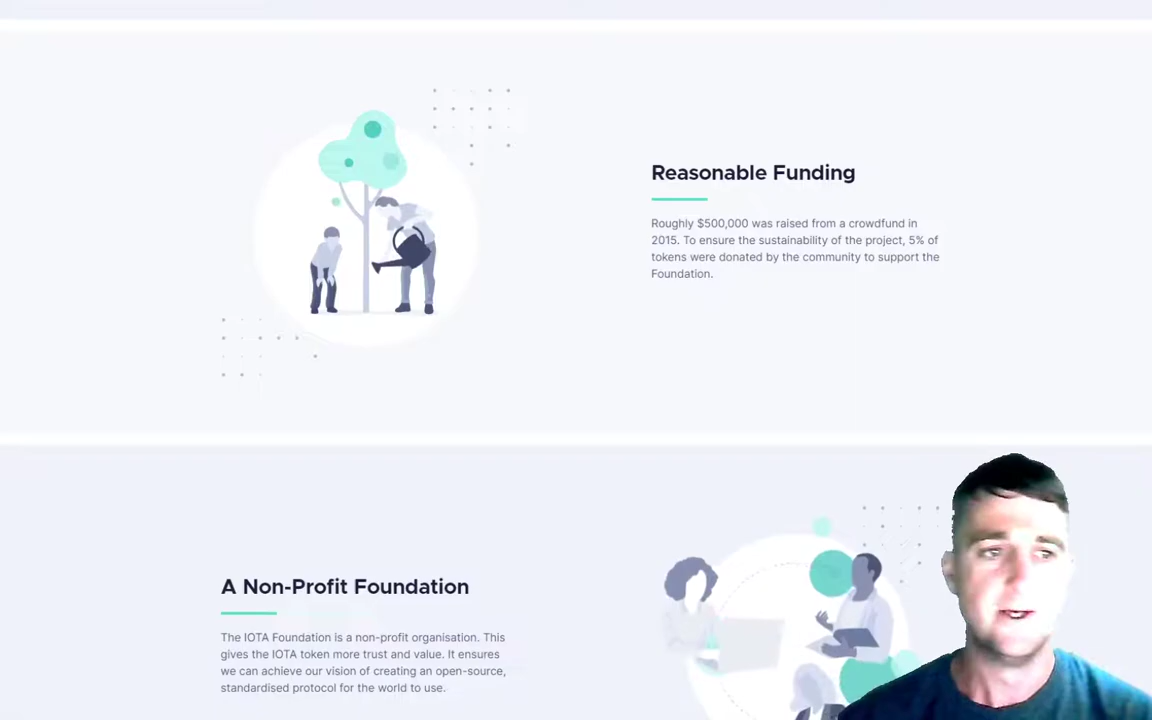 Reasonable Funding
Roughly $500,000 was raised from a crowdfund in
2015. To ensure the sustainability of the project, 5% of
tokens were donated by the community to support the
Foundation.
A Non-Profit Foundation
The IOTA Foundation is a non-profit organisation. This
gives the IOTA token more trust and value. It ensures
we can achieve our vision of creating an open-source,
standardised protocol for the world to use.